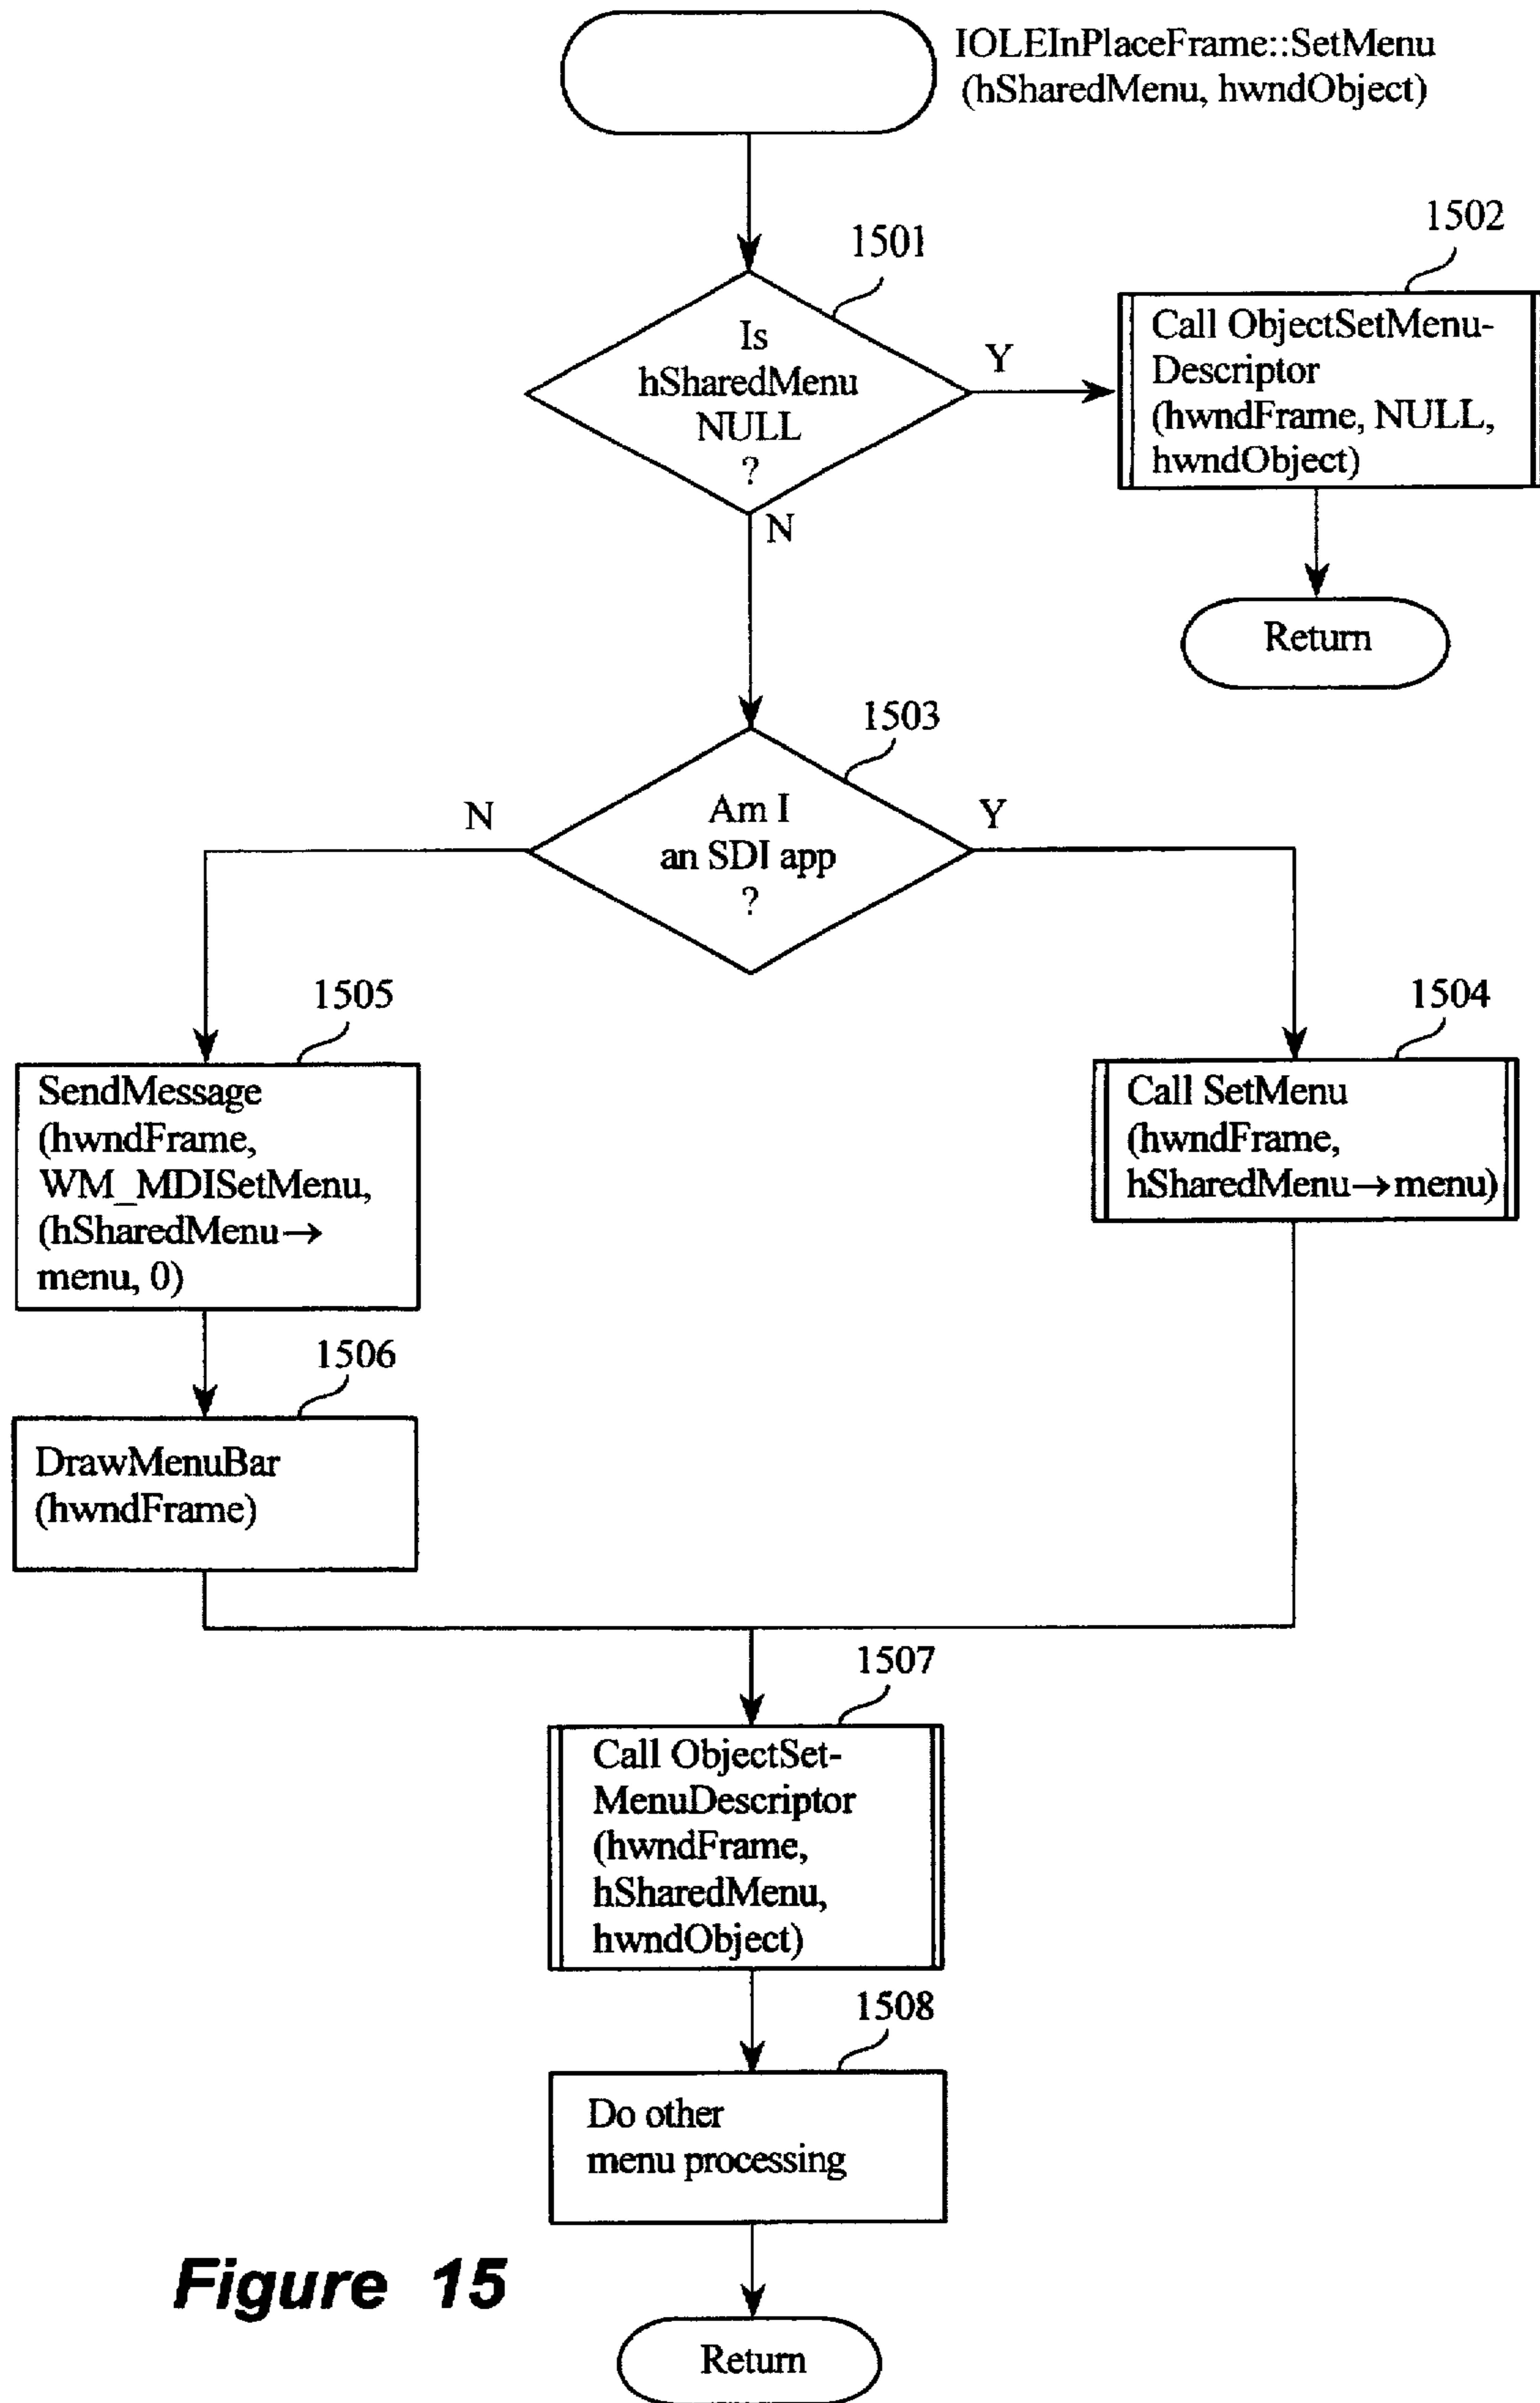 IOLEInPlaceFrame::SetMenu
(hSharedMenu, hwndObject)
1501
1502
Is
hSharedMenu
NULL
?
Y
N
Call ObjectSetMenu-
Descriptor
(hwndFrame, NULL,
hwndObject)
Return
1503
Am I
an SDI app
?
N
Y
1505
SendMessage
(hwndFrame,
WM_MDISetMenu,
(hSharedMenu→
menu, 0)
1504
Call SetMenu
(hwndFrame,
hSharedMenu→menu)
1506
DrawMenuBar
(hwndFrame)
1507
Call ObjectSet-
MenuDescriptor
(hwndFrame,
hSharedMenu,
hwndObject)
1508
Do other
menu processing
Return
Figure 15